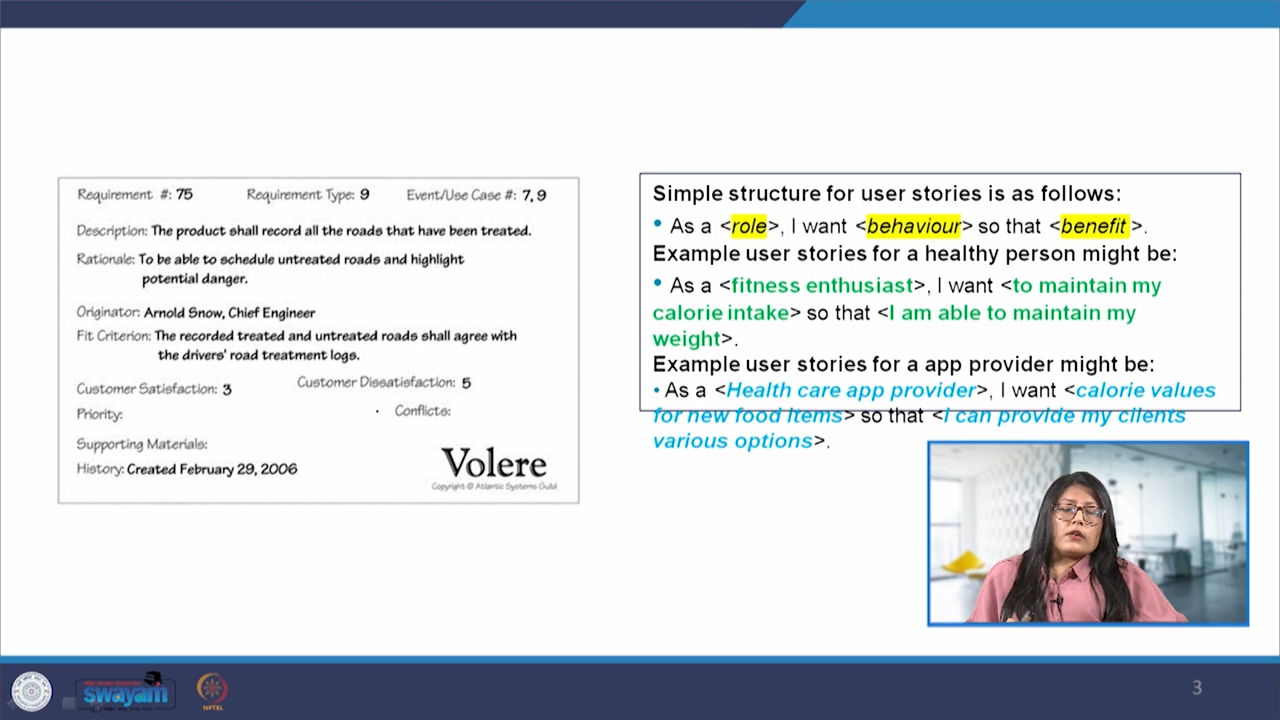 Requirement #: 75 Requirement Type: 9 Event/Use Case #: 7, 9
Description: The product shall record all the roads that have been treated.
Rationale: To be able to schedule untreated roads and highlight
potential danger.
Originator: Arnold Snow, Chief Engineer
Fit Criterion: The recorded treated and untreated roads shall agree with
the drivers' road treatment logs.
Customer Satisfaction: 3 Customer Dissatisfaction: 5
Priority: Conflicts:
Supporting Materials:
History: Created February 29, 2006
Volere
Copyright © Atlantic Systems Guild
Simple structure for user stories is as follows:
• As a <role>, I want <behaviour> so that <benefit >.
Example user stories for a healthy person might be:
• As a <fitness enthusiast>, I want <to maintain my
calorie intake> so that <I am able to maintain my
weight>.
Example user stories for a app provider might be:
• As a <Health care app provider>, I want <calorie values
for new food items> so that <I can provide my clients
various options>.
swayam
NPTEL
3